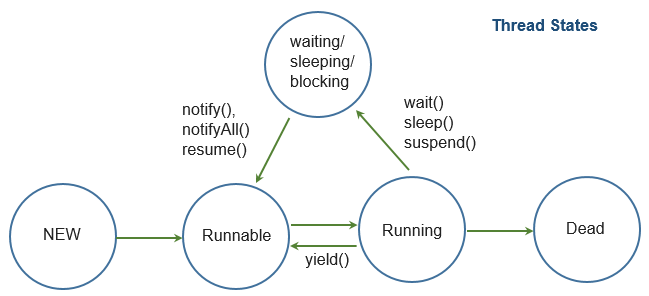 Thread States
waiting/
sleeping/
blocking
notify(),
notifyAll()
resume()
wait()
sleep()
suspend()
NEW
Runnable
Running
Dead
yield()